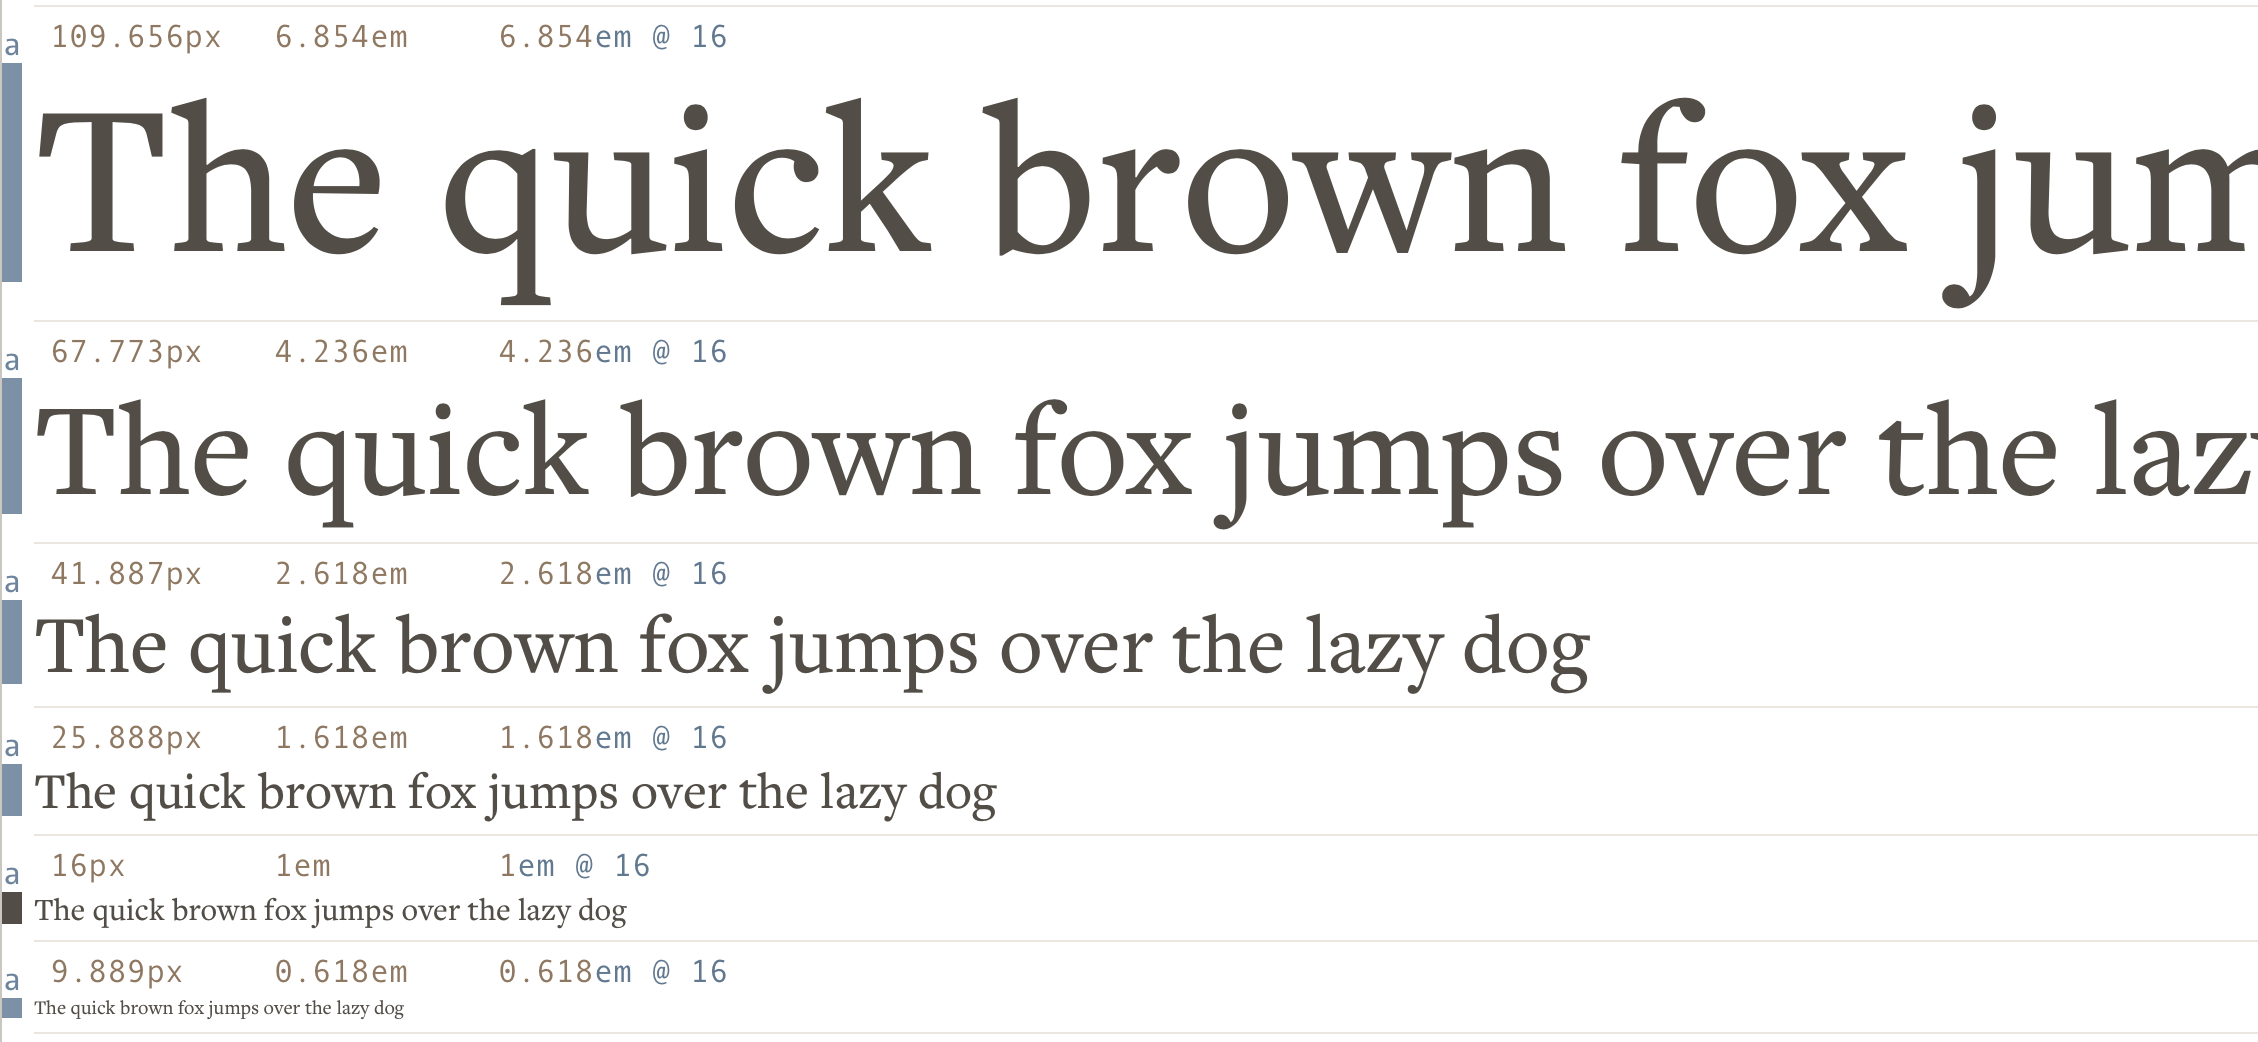 a 109.656px 6.854em 6.854em @ 16
The quick brown fox jum
a 67.773px 4.236em 4.236em @ 16
The quick brown fox jumps over the laz
a 41.887px 2.618em 2.618em @ 16
The quick brown fox jumps over the lazy dog
a 25.888px 1.618em 1.618em @ 16
The quick brown fox jumps over the lazy dog
a 16px 1em 1em @ 16
The quick brown fox jumps over the lazy dog
a 9.889px 0.618em 0.618em @ 16
The quick brown fox jumps over the lazy dog